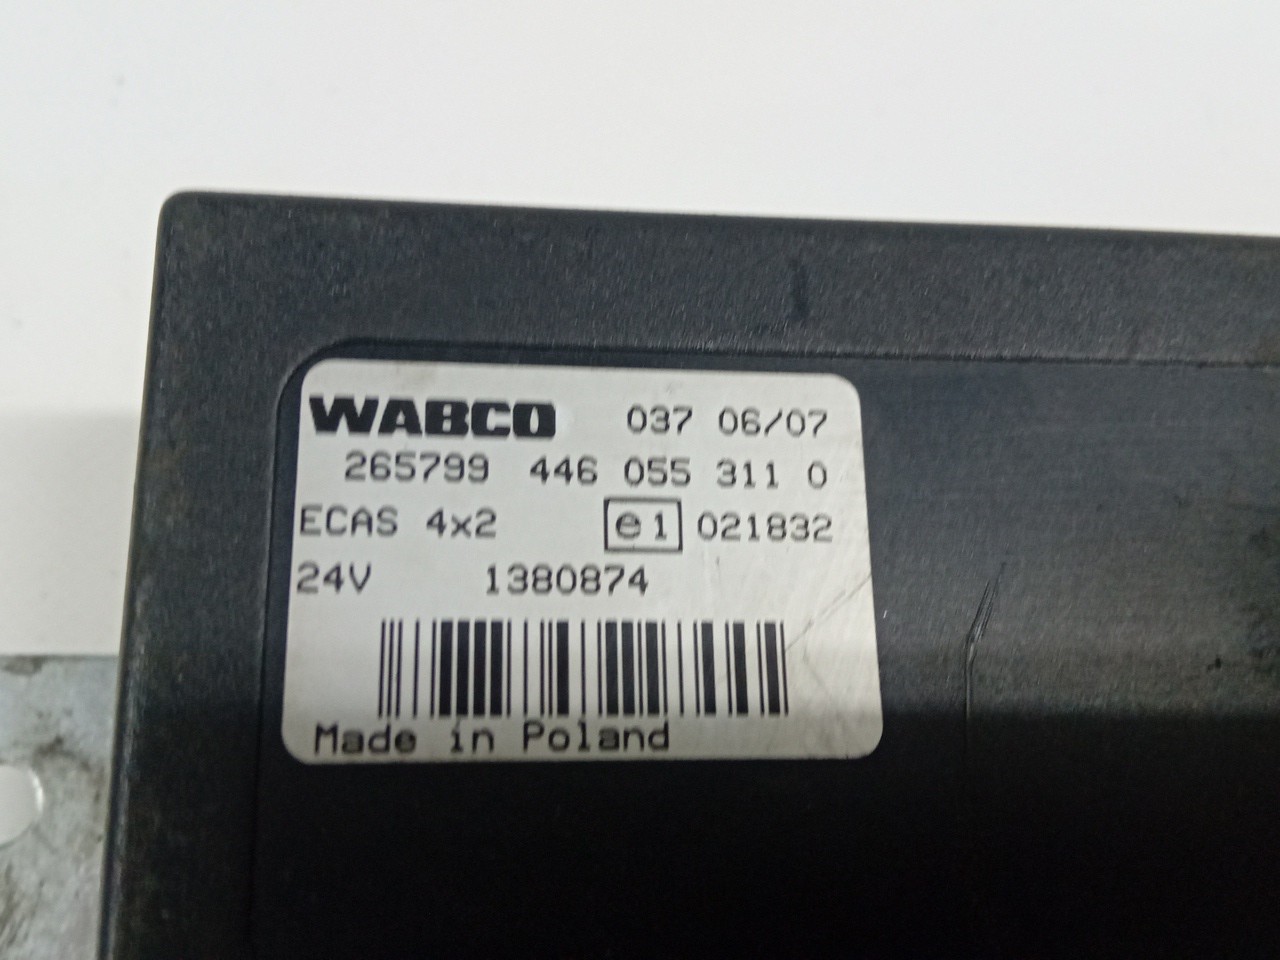 WABCO 037 06/07
265799 446 055 311 0
ECAS 4x2 e1 021832
24V 1380874
Made in Poland